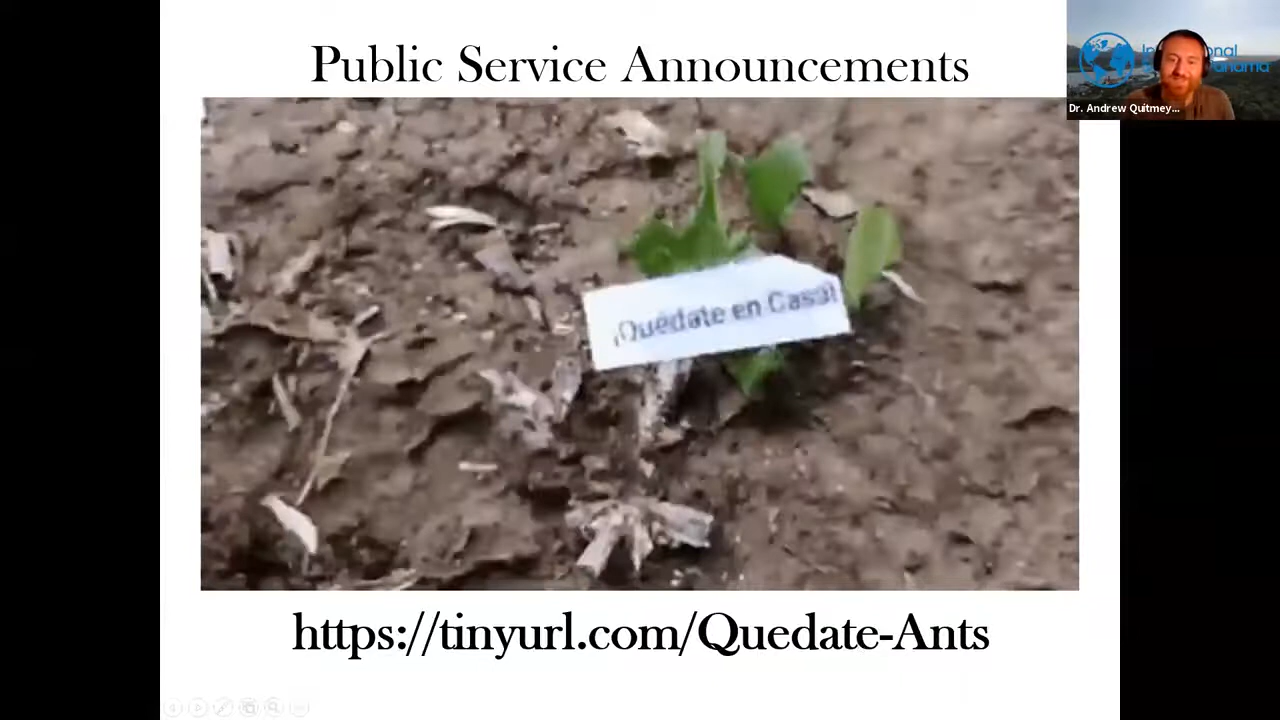 Public Service Announcements
Dr. Andrew Quitmey...
¡Quédate en Casa!
https://tinyurl.com/Quedate-Ants